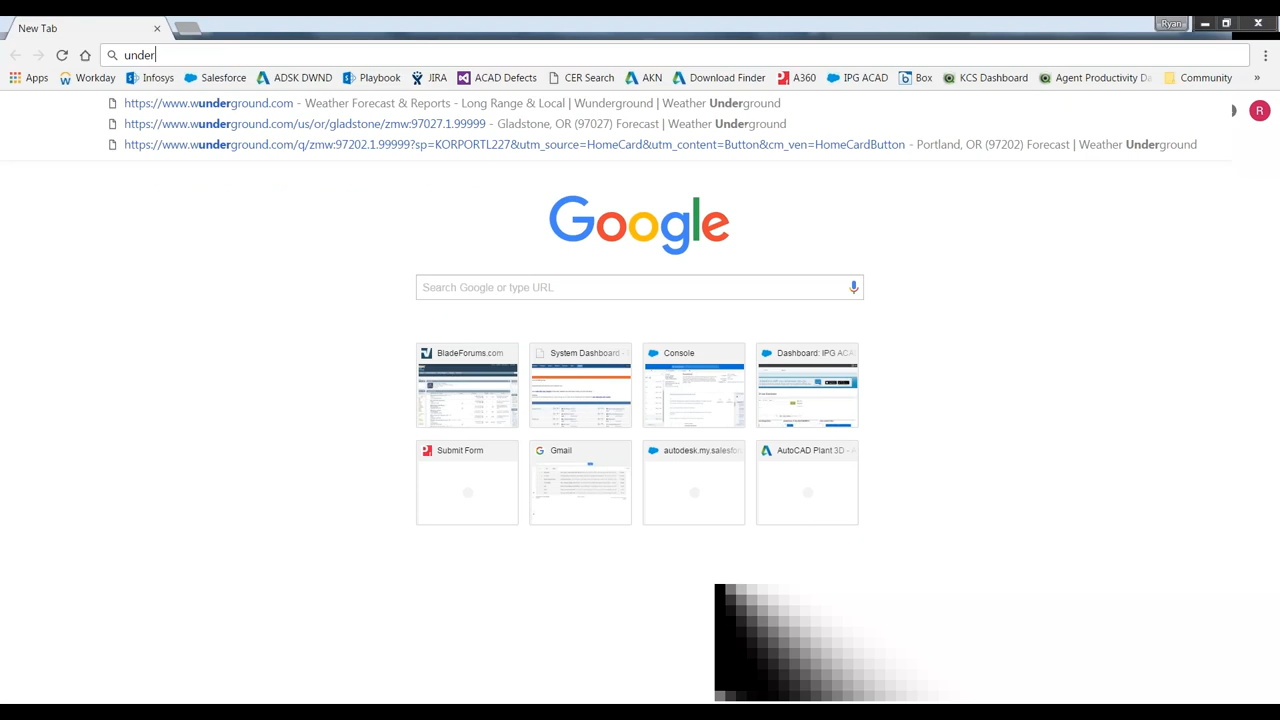 New Tab
Ryan
under
Apps Workday Infosys Salesforce ADSK DWND Playbook JIRA ACAD Defects CER Search AKN Download Finder A360 IPG ACAD Box KCS Dashboard Agent Productivity Da Community »
https://www.wunderground.com - Weather Forecast & Reports - Long Range & Local | Wunderground | Weather Underground
https://www.wunderground.com/us/or/gladstone/zmw:97027.1.99999 - Gladstone, OR (97027) Forecast | Weather Underground
R
https://www.wunderground.com/q/zmw:97202.1.99999?sp=KORPORTL227&utm_source=HomeCard&utm_content=Button&cm_ven=HomeCardButton - Portland, OR (97202) Forecast | Weather Underground
Google
Search Google or type URL
BladeForums.com System Dashboard - Console Dashboard: IPG ACA
Submit Form Gmail autodesk.my.salesfo AutoCAD Plant 3D -